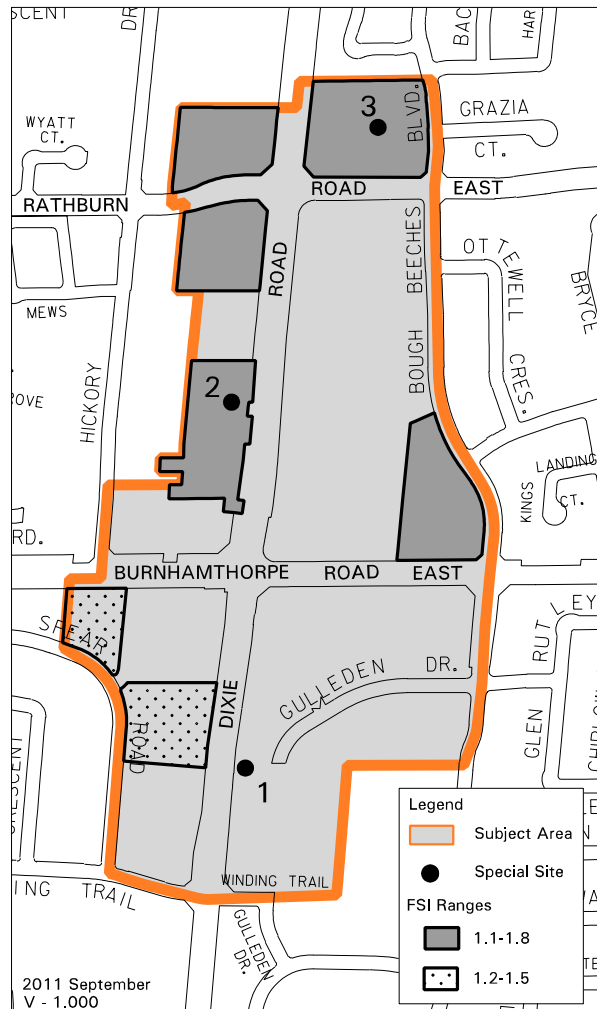 SCENT
DR
BAC
HAR
WYATT
CT.
3
BLVD.
GRAZIA
CT.
RATHBURN
ROAD
EAST
ROAD
BEECHES
OTTEWELL
CRES.
BRYCE
MEWS
BOUGH
2
HICKORY
OVE
LANDING
KINGS
CT.
RD.
BURNHAMTHORPE ROAD EAST
SPEAR
ROAD
RUTLEY
DIXIE
GULLEDEN DR.
GLEN
CHIRLO
CRESCENT
1
WINDING TRAIL
ING TRAIL
GULLEDEN
DR.
Legend
Subject Area
Special Site
FSI Ranges
1.1-1.8
1.2-1.5
2011 September
V - 1.000